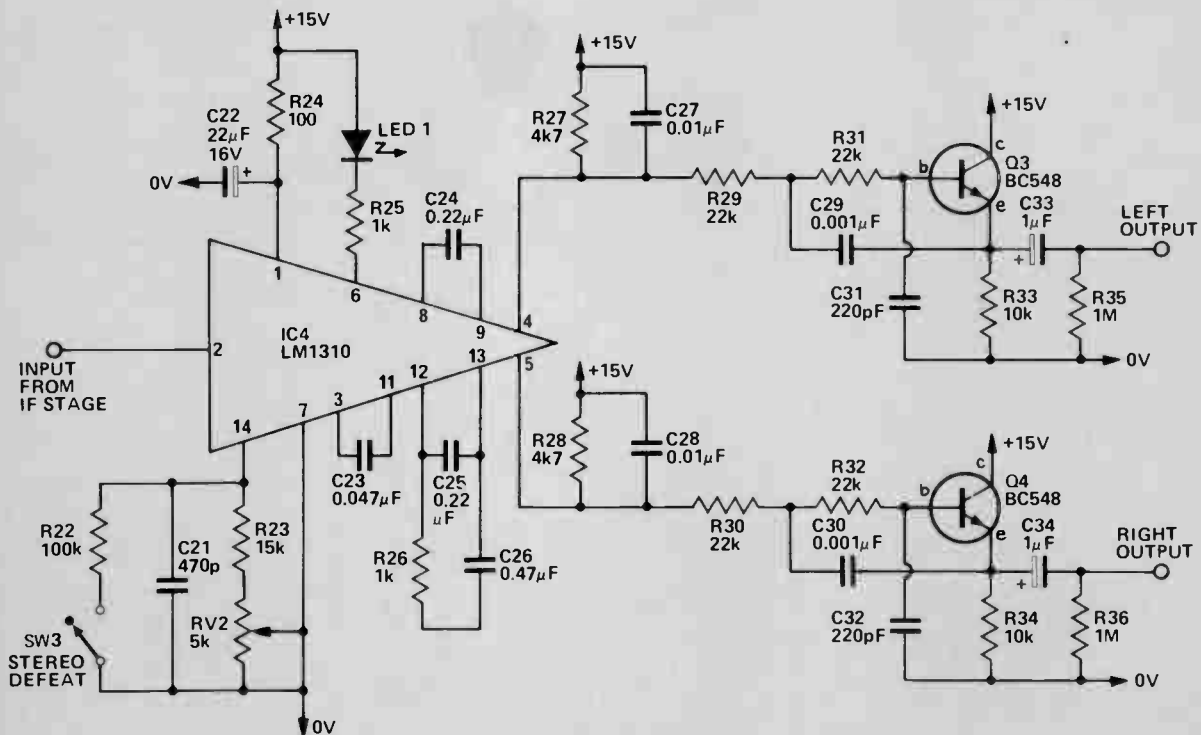 +15V
R24
100
C22
22µF
16V
+
0V
LED 1
R25
1k
C24
0.22µF
1
6
8
9
4
2
IC4
LM1310
INPUT
FROM
IF STAGE
14
7
3
11
12
13
5
C23
0.047µF
C25
0.22
µF
R26
1k
C26
0.47µF
R22
100k
C21
470p
R23
15k
RV2
5k
SW3
STEREO
DEFEAT
0V
+15V
R27
4k7
C27
0.01µF
R29
22k
R31
22k
C29
0.001µF
C31
220pF
+15V
c
b
e
Q3
BC548
C33
1µF
+
LEFT
OUTPUT
R33
10k
R35
1M
0V
+15V
R28
4k7
C28
0.01µF
R30
22k
R32
22k
C30
0.001µF
C32
220pF
+15V
c
b
e
Q4
BC548
C34
1µF
+
RIGHT
OUTPUT
R34
10k
R36
1M
0V